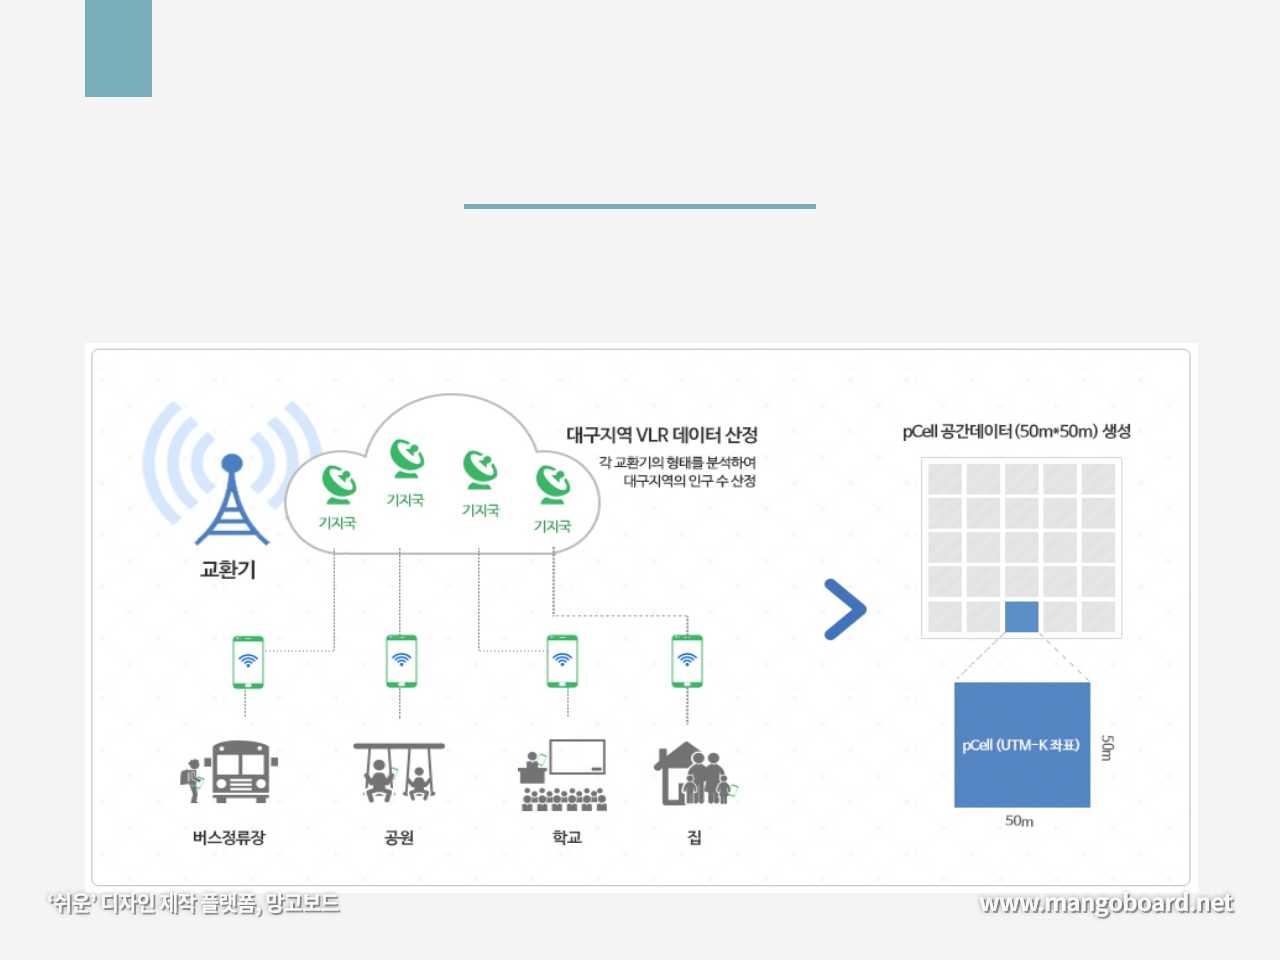 대구지역 VLR 데이터 산정
각 교환기의 형태를 분석하여
대구지역의 인구 수 산정
기지국
기지국
기지국
기지국
교환기
버스정류장
공원
학교
집
pCell 공간데이터(50m*50m) 생성
pCell (UTM-K 좌표)
50m
50m
‘쉬운’ 디자인 제작 플랫폼, 망고보드
www.mangoboard.net